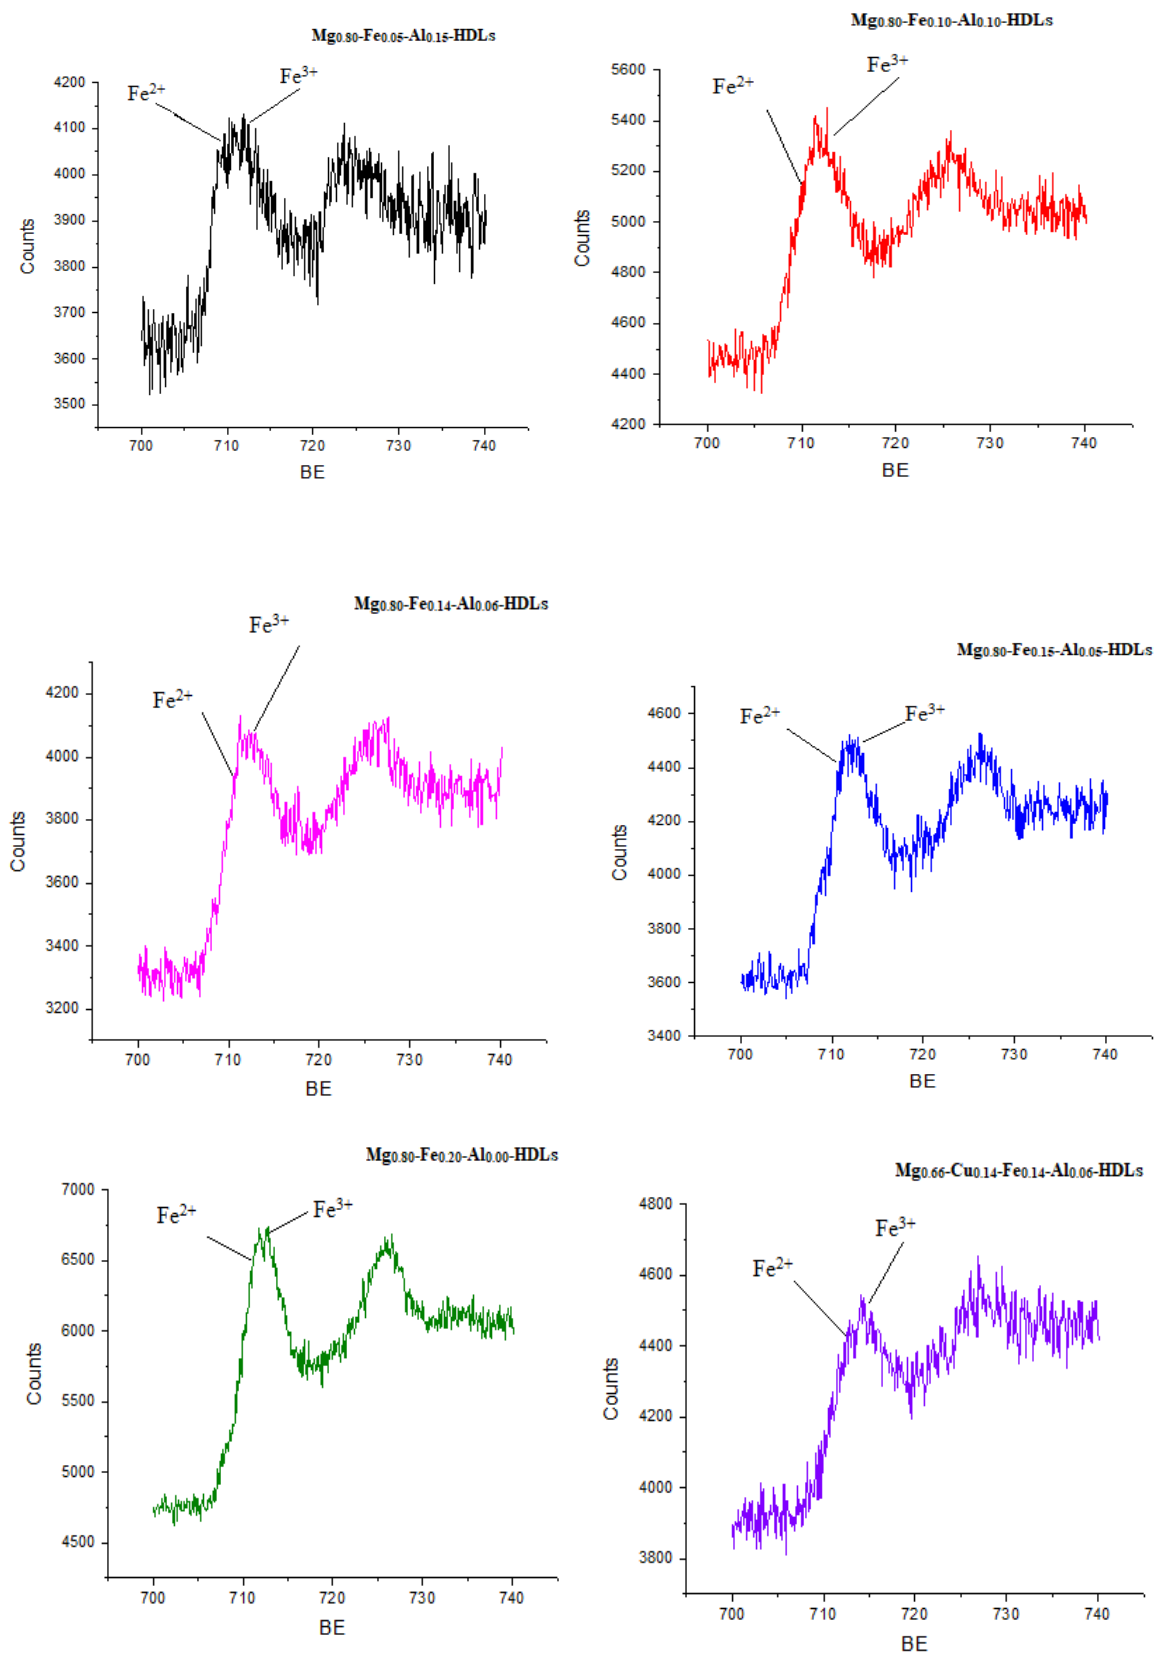 Mg0.80-Fe0.05-Al0.15-HDLs
Fe2+
Fe3+
4200
4100
4000
3900
3800
3700
3600
3500
Counts
700 710 720 730 740
BE
Mg0.80-Fe0.10-Al0.10-HDLs
Fe2+
Fe3+
5600
5400
5200
5000
4800
4600
4400
4200
Counts
700 710 720 730 740
BE
Mg0.80-Fe0.14-Al0.06-HDLs
Fe3+
Fe2+
4200
4000
3800
3600
3400
3200
Counts
700 710 720 730 740
BE
Mg0.80-Fe0.15-Al0.05-HDLs
Fe2+
Fe3+
4600
4400
4200
4000
3800
3600
3400
Counts
700 710 720 730 740
BE
Mg0.80-Fe0.20-Al0.00-HDLs
Fe2+
Fe3+
7000
6500
6000
5500
5000
4500
Counts
700 710 720 730 740
BE
Mg0.66-Cu0.14-Fe0.14-Al0.06-HDLs
Fe3+
Fe2+
4800
4600
4400
4200
4000
3800
Counts
700 710 720 730 740
BE